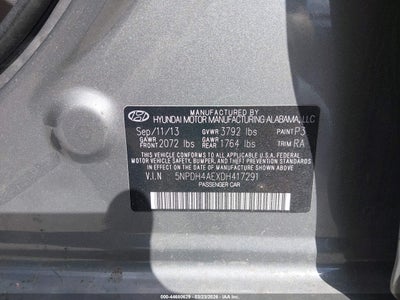 MANUFACTURED BY
HYUNDAI MOTOR MANUFACTURING ALABAMA, LLC
Sep/11/13 GVWR 3792 lbs PAINT P3
GAWR FRONT 2072 lbs GAWR REAR 1764 lbs TRIM RA
THIS VEHICLE CONFORMS TO ALL APPLICABLE U.S.A. FEDERAL
MOTOR VEHICLE SAFETY, BUMPER, AND THEFT PREVENTION
STANDARDS IN EFFECT ON THE DATE OF MANUFACTURE SHOWN ABOVE.
V.I.N 5NPDH4AEXDH417291
PASSENGER CAR